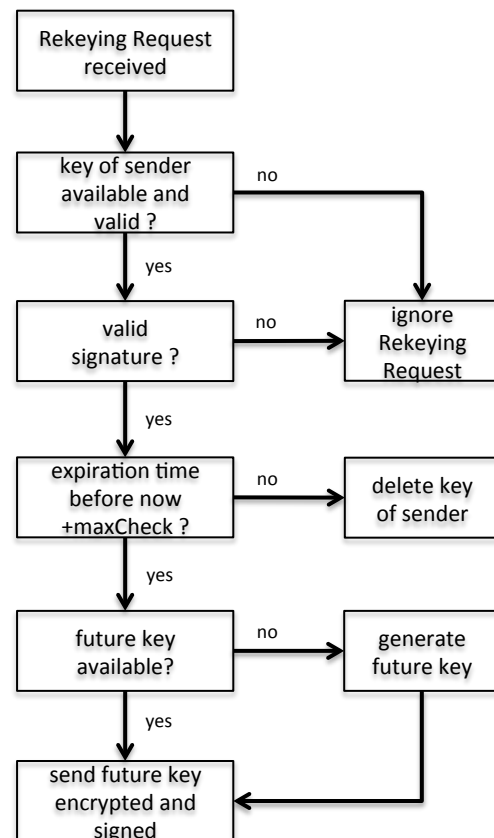 Rekeying Request
received
key of sender
available and
valid ?
no
yes
valid
signature ?
no
ignore
Rekeying
Request
yes
expiration time
before now
+maxCheck ?
no
delete key
of sender
yes
future key
available?
no
generate
future key
yes
send future key
encrypted and
signed